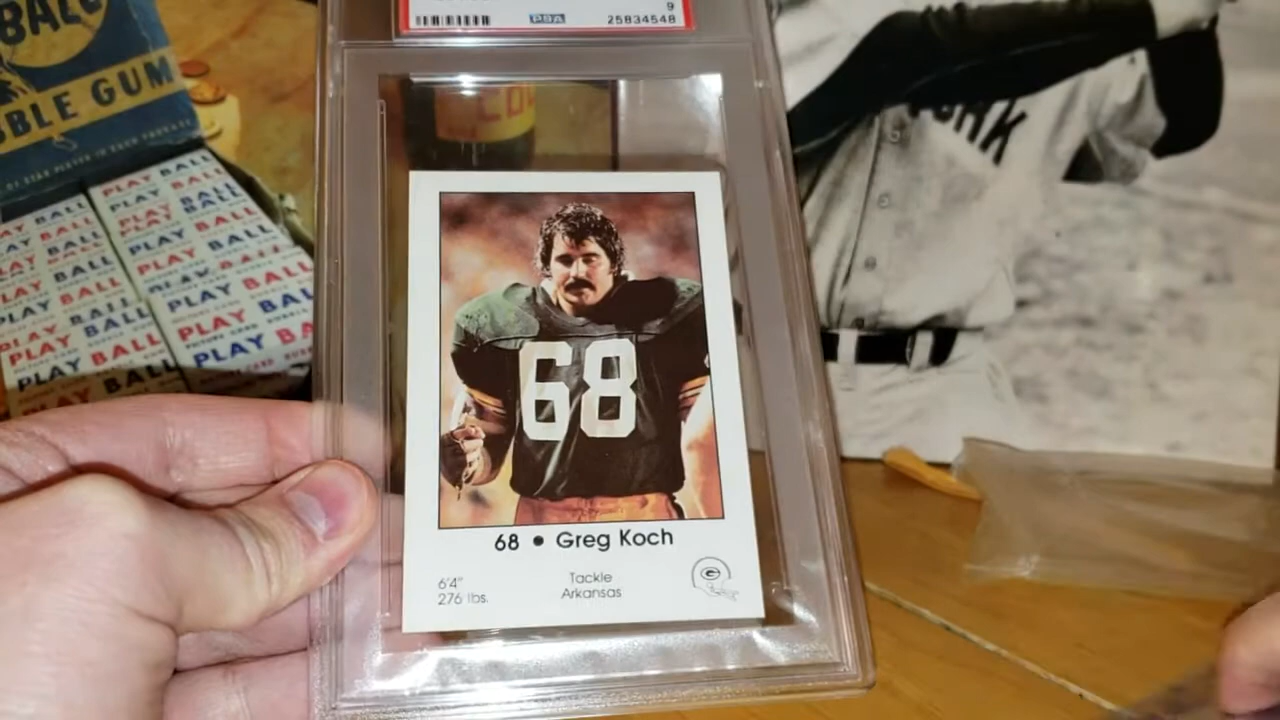 BALL
BBLE GUM
9
PSA
25834548
YORK
PLAY BALL
PLAY BALL
PLAY BALL
PLAY BALL
PLAY BALL
PLAY BALL
PLAY BALL
68
68 • Greg Koch
6'4"
276 lbs.
Tackle
Arkansas
G